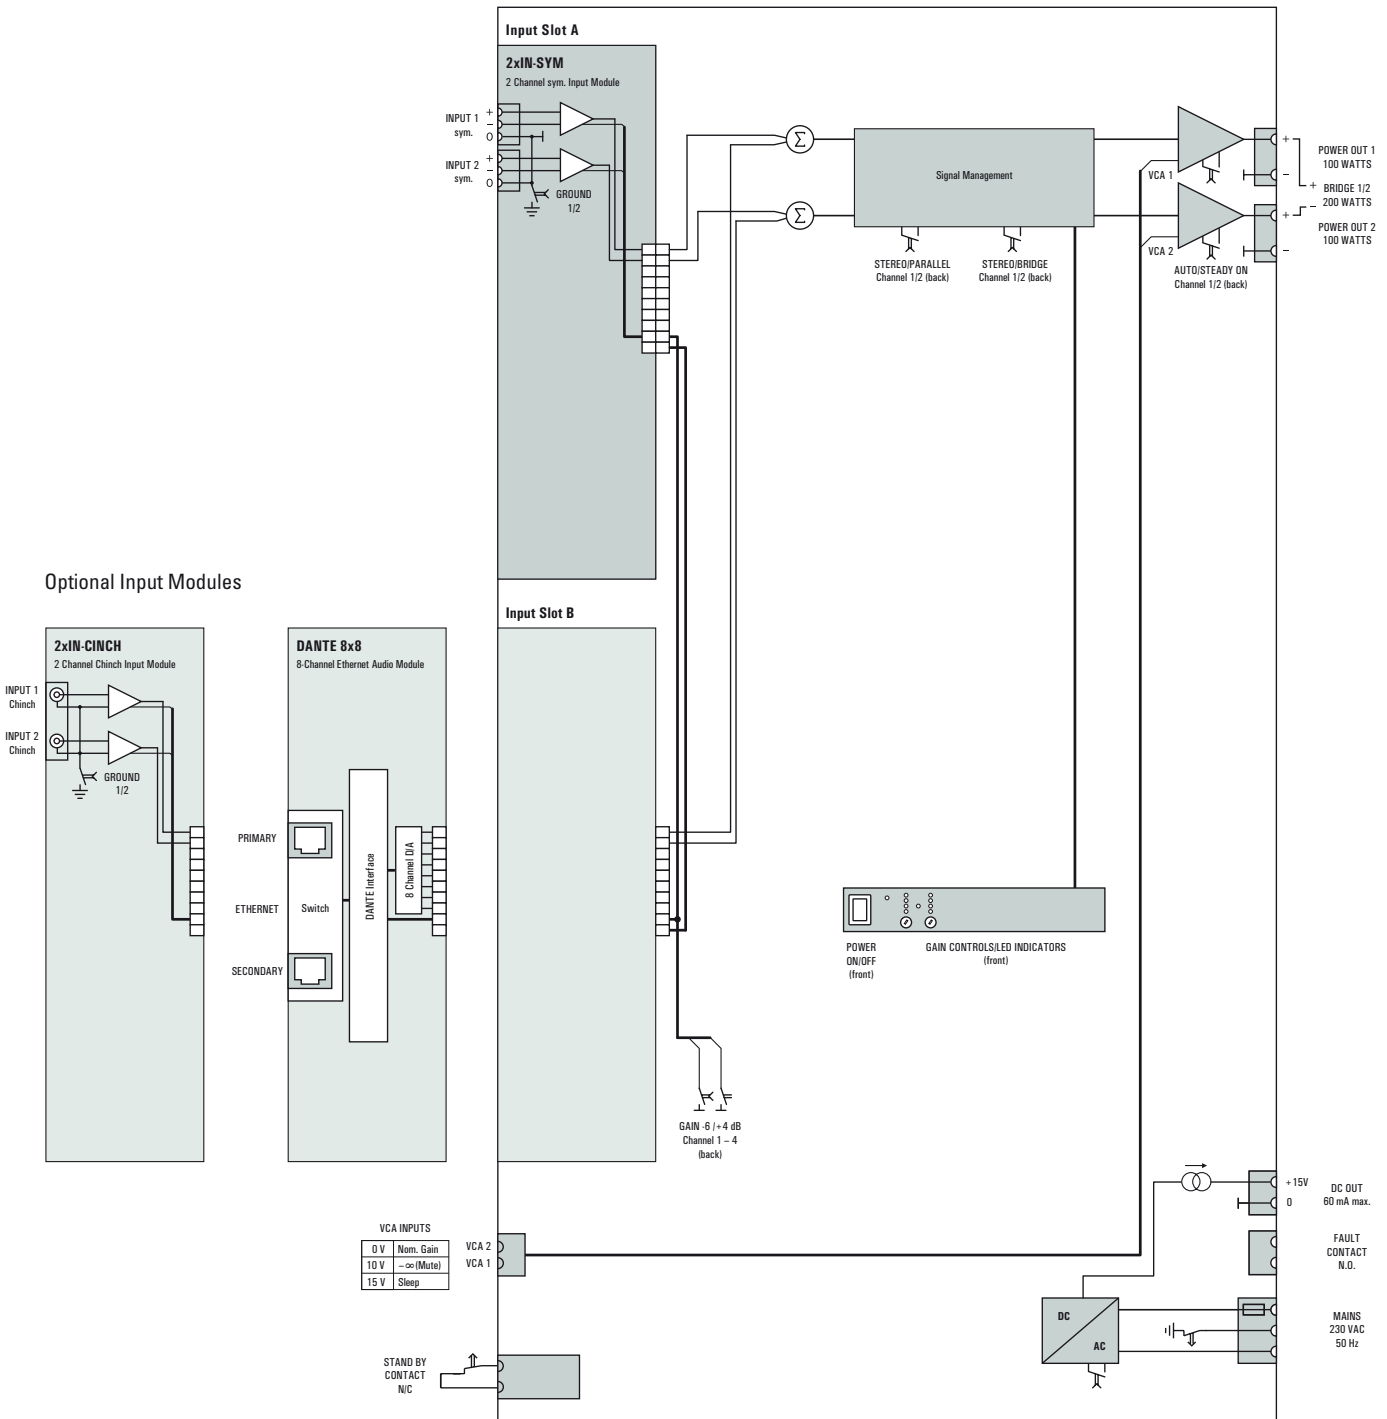 Input Slot A
2xIN-SYM
2 Channel sym. Input Module
INPUT 1
sym.
+
−
0
INPUT 2
sym.
+
−
0
GROUND
1/2
Σ
Σ
Signal Management
STEREO/PARALLEL
Channel 1/2 (back)
STEREO/BRIDGE
Channel 1/2 (back)
VCA 1
VCA 2
AUTO/STEADY ON
Channel 1/2 (back)
+
−
+
−
POWER OUT 1
100 WATTS
+ BRIDGE 1/2
− 200 WATTS
POWER OUT 2
100 WATTS
Optional Input Modules
2xIN-CINCH
2 Channel Chinch Input Module
INPUT 1
Chinch
INPUT 2
Chinch
GROUND
1/2
DANTE 8x8
8-Channel Ethernet Audio Module
PRIMARY
ETHERNET
SECONDARY
Switch
DANTE Interface
8 Channel D/A
Input Slot B
GAIN -6 /+4 dB
Channel 1 – 4
(back)
POWER
ON/OFF
(front)
GAIN CONTROLS/LED INDICATORS
(front)
VCA INPUTS
0 V Nom. Gain
10 V −∞(Mute)
15 V Sleep
VCA 2
VCA 1
STAND BY
CONTACT
N/C
DC
AC
+15V
0
DC OUT
60 mA max.
FAULT
CONTACT
N.O.
MAINS
230 VAC
50 Hz